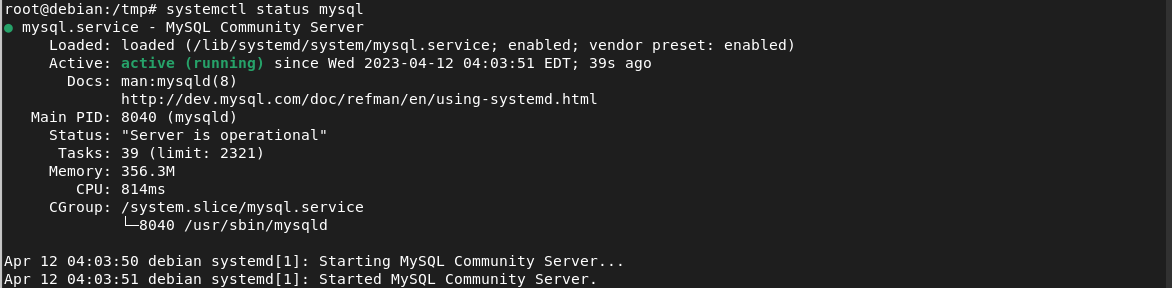 root@debian:/tmp# systemctl status mysql
● mysql.service - MySQL Community Server
     Loaded: loaded (/lib/systemd/system/mysql.service; enabled; vendor preset: enabled)
     Active: active (running) since Wed 2023-04-12 04:03:51 EDT; 39s ago
       Docs: man:mysqld(8)
             http://dev.mysql.com/doc/refman/en/using-systemd.html
   Main PID: 8040 (mysqld)
     Status: "Server is operational"
      Tasks: 39 (limit: 2321)
     Memory: 356.3M
        CPU: 814ms
     CGroup: /system.slice/mysql.service
             └─8040 /usr/sbin/mysqld

Apr 12 04:03:50 debian systemd[1]: Starting MySQL Community Server...
Apr 12 04:03:51 debian systemd[1]: Started MySQL Community Server.